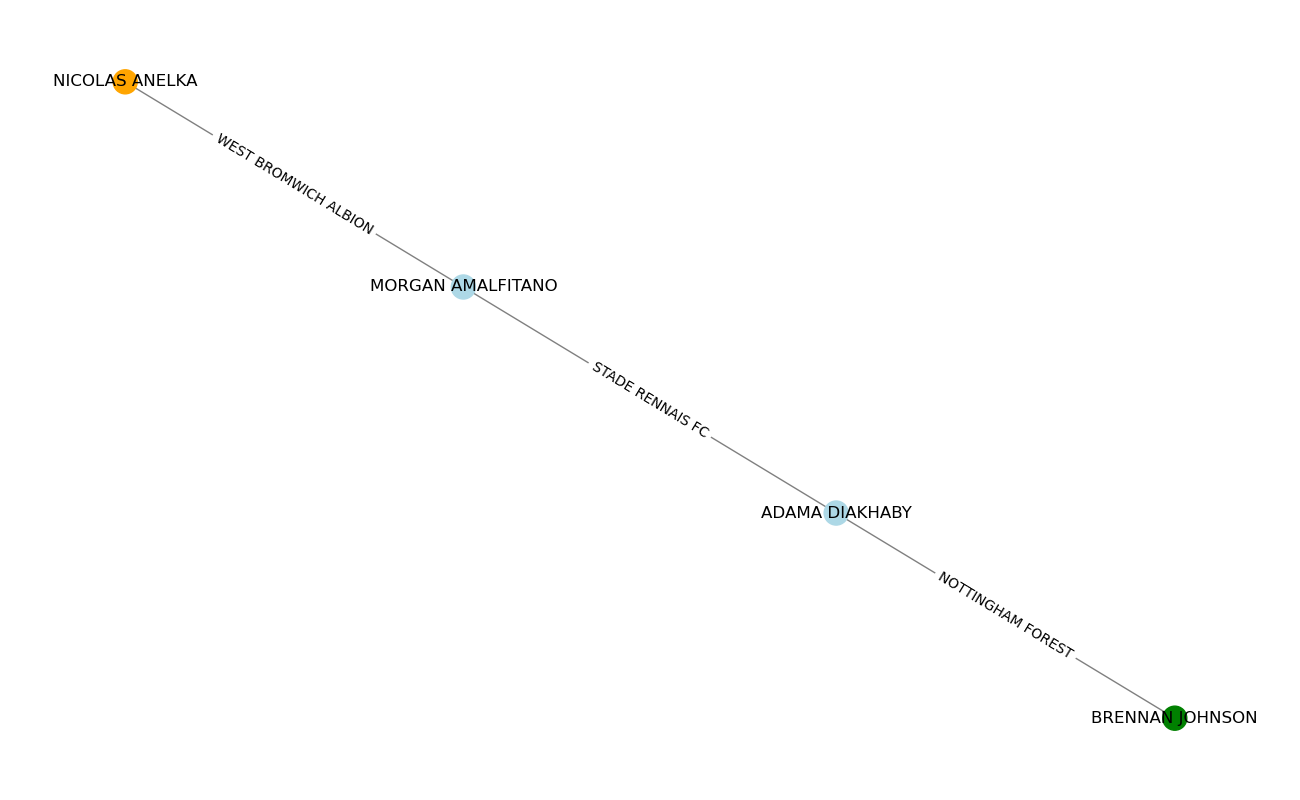 NICOLAS ANELKA
WEST BROMWICH ALBION
MORGAN AMALFITANO
STADE RENNAIS FC
ADAMA DIAKHABY
NOTTINGHAM FOREST
BRENNAN JOHNSON